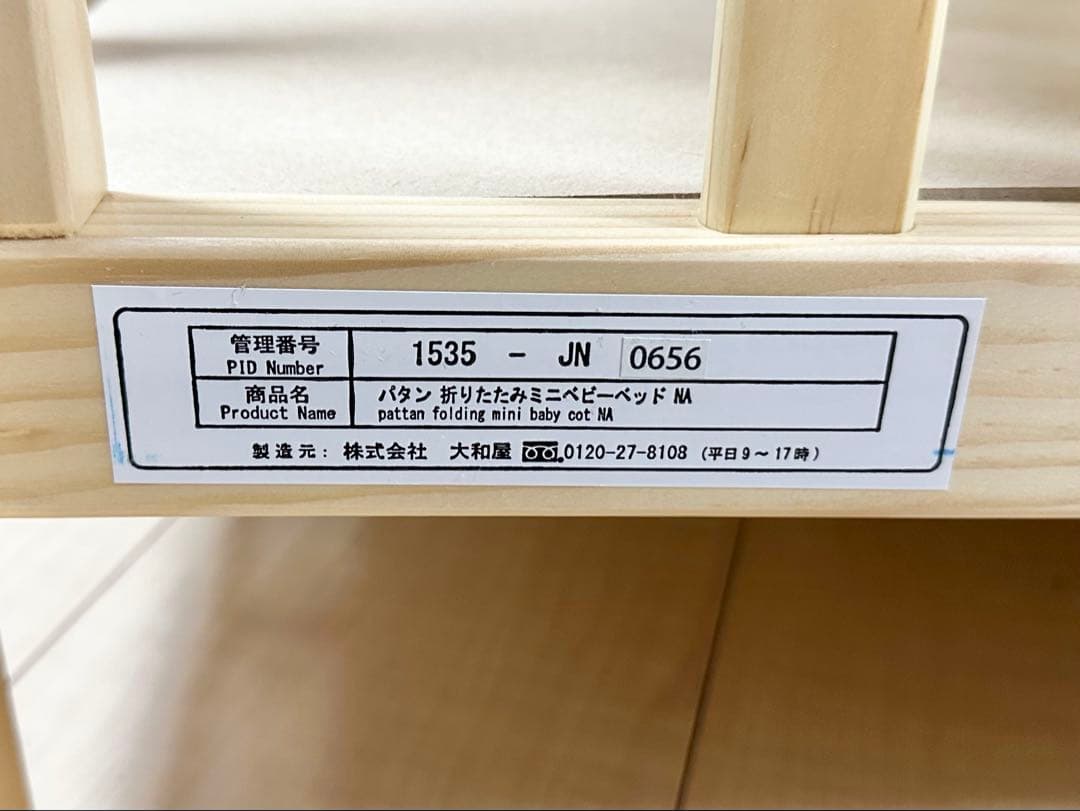 管理番号 1535 - JN 0656
PID Number
商品名 パタン 折りたたみミニベビーベッド NA
Product Name pattan folding mini baby cot NA
製造元: 株式会社 大和屋 0120-27-8108 (平日9~17時)